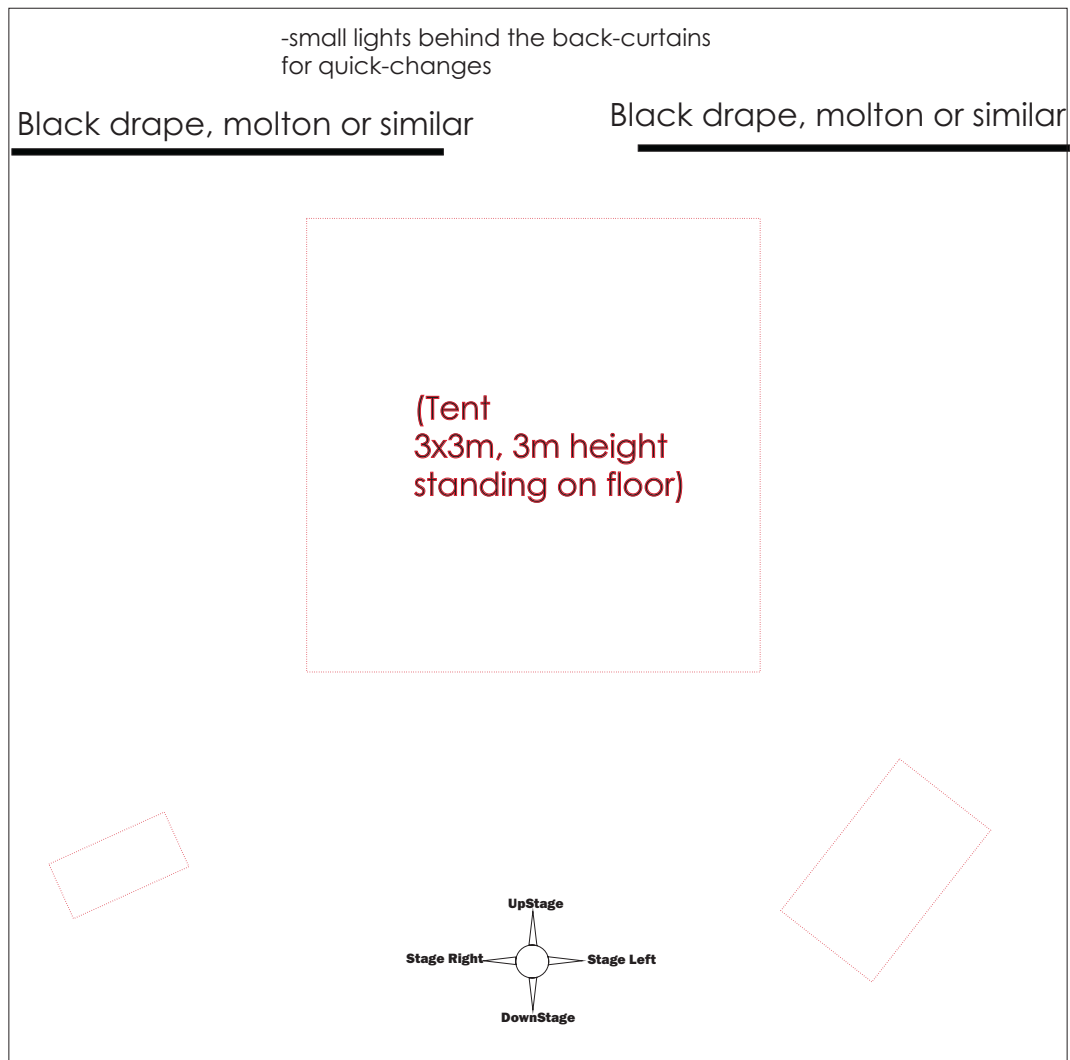 -small lights behind the back-curtains
for quick-changes
Black drape, molton or similar
Black drape, molton or similar
(Tent
3x3m, 3m height
standing on floor)
UpStage
Stage Right
Stage Left
DownStage